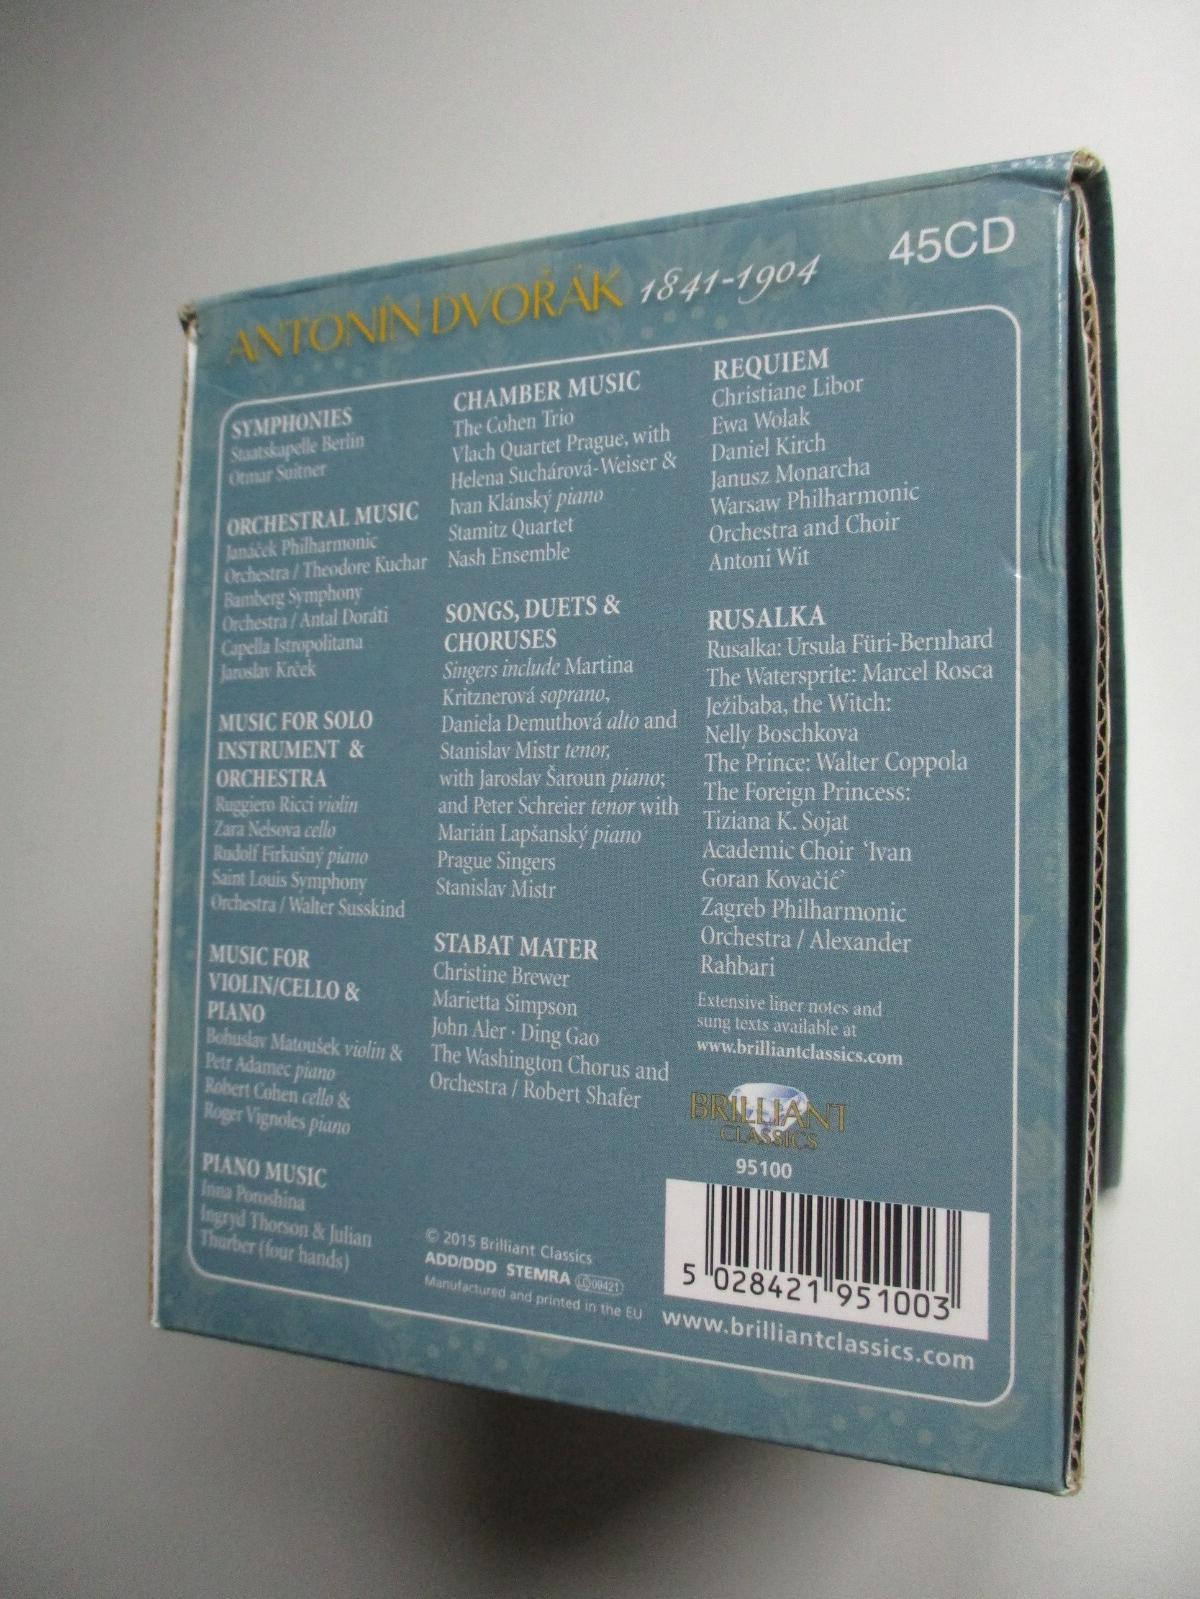 ANTONÍN DVOŘÁK 1841-1904
45CD
SYMPHONIES
Staatskapelle Berlin
Otmar Suitner
ORCHESTRAL MUSIC
Janáček Philharmonic
Orchestra / Theodore Kuchar
Bamberg Symphony
Orchestra / Antal Doráti
Capella Istropolitana
Jaroslav Krček
MUSIC FOR SOLO
INSTRUMENT &
ORCHESTRA
Ruggiero Ricci violin
Zara Nelsova cello
Rudolf Firkušný piano
Saint Louis Symphony
Orchestra / Walter Susskind
MUSIC FOR
VIOLIN/CELLO &
PIANO
Bohuslav Matoušek violin &
Petr Adamec piano
Robert Cohen cello &
Roger Vignoles piano
PIANO MUSIC
Inna Poroshina
Ingryd Thorson & Julian
Thurber (four hands)
CHAMBER MUSIC
The Cohen Trio
Vlach Quartet Prague, with
Helena Suchárová-Weiser &
Ivan Klánský piano
Stamitz Quartet
Nash Ensemble
SONGS, DUETS &
CHORUSES
Singers include Martina
Kritznerová soprano,
Daniela Demuthová alto and
Stanislav Mistr tenor,
with Jaroslav Šaroun piano;
and Peter Schreier tenor with
Marián Lapšanský piano
Prague Singers
Stanislav Mistr
STABAT MATER
Christine Brewer
Marietta Simpson
John Aler · Ding Gao
The Washington Chorus and
Orchestra / Robert Shafer
© 2015 Brilliant Classics
ADD/DDD STEMRA LC 09421
Manufactured and printed in the EU
REQUIEM
Christiane Libor
Ewa Wolak
Daniel Kirch
Janusz Monarcha
Warsaw Philharmonic
Orchestra and Choir
Antoni Wit
RUSALKA
Rusalka: Ursula Füri-Bernhard
The Watersprite: Marcel Rosca
Ježibaba, the Witch:
Nelly Boschkova
The Prince: Walter Coppola
The Foreign Princess:
Tiziana K. Sojat
Academic Choir ‘Ivan
Goran Kovačić’
Zagreb Philharmonic
Orchestra / Alexander
Rahbari
Extensive liner notes and
sung texts available at
www.brilliantclassics.com
BRILLIANT
CLASSICS
95100
5 028421 951003
www.brilliantclassics.com